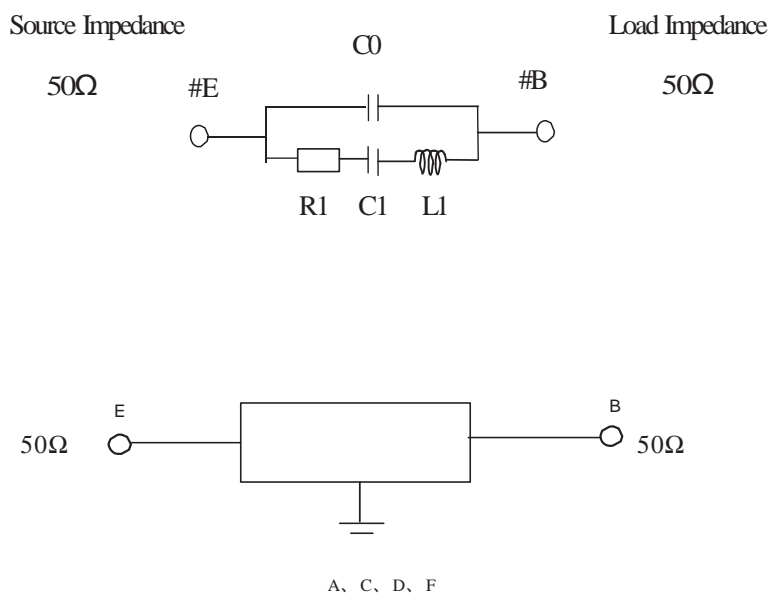 Source Impedance
Load Impedance
C0
50Ω
#E
#B
50Ω
R1 C1 L1
E
B
50Ω
50Ω
A、C、D、F